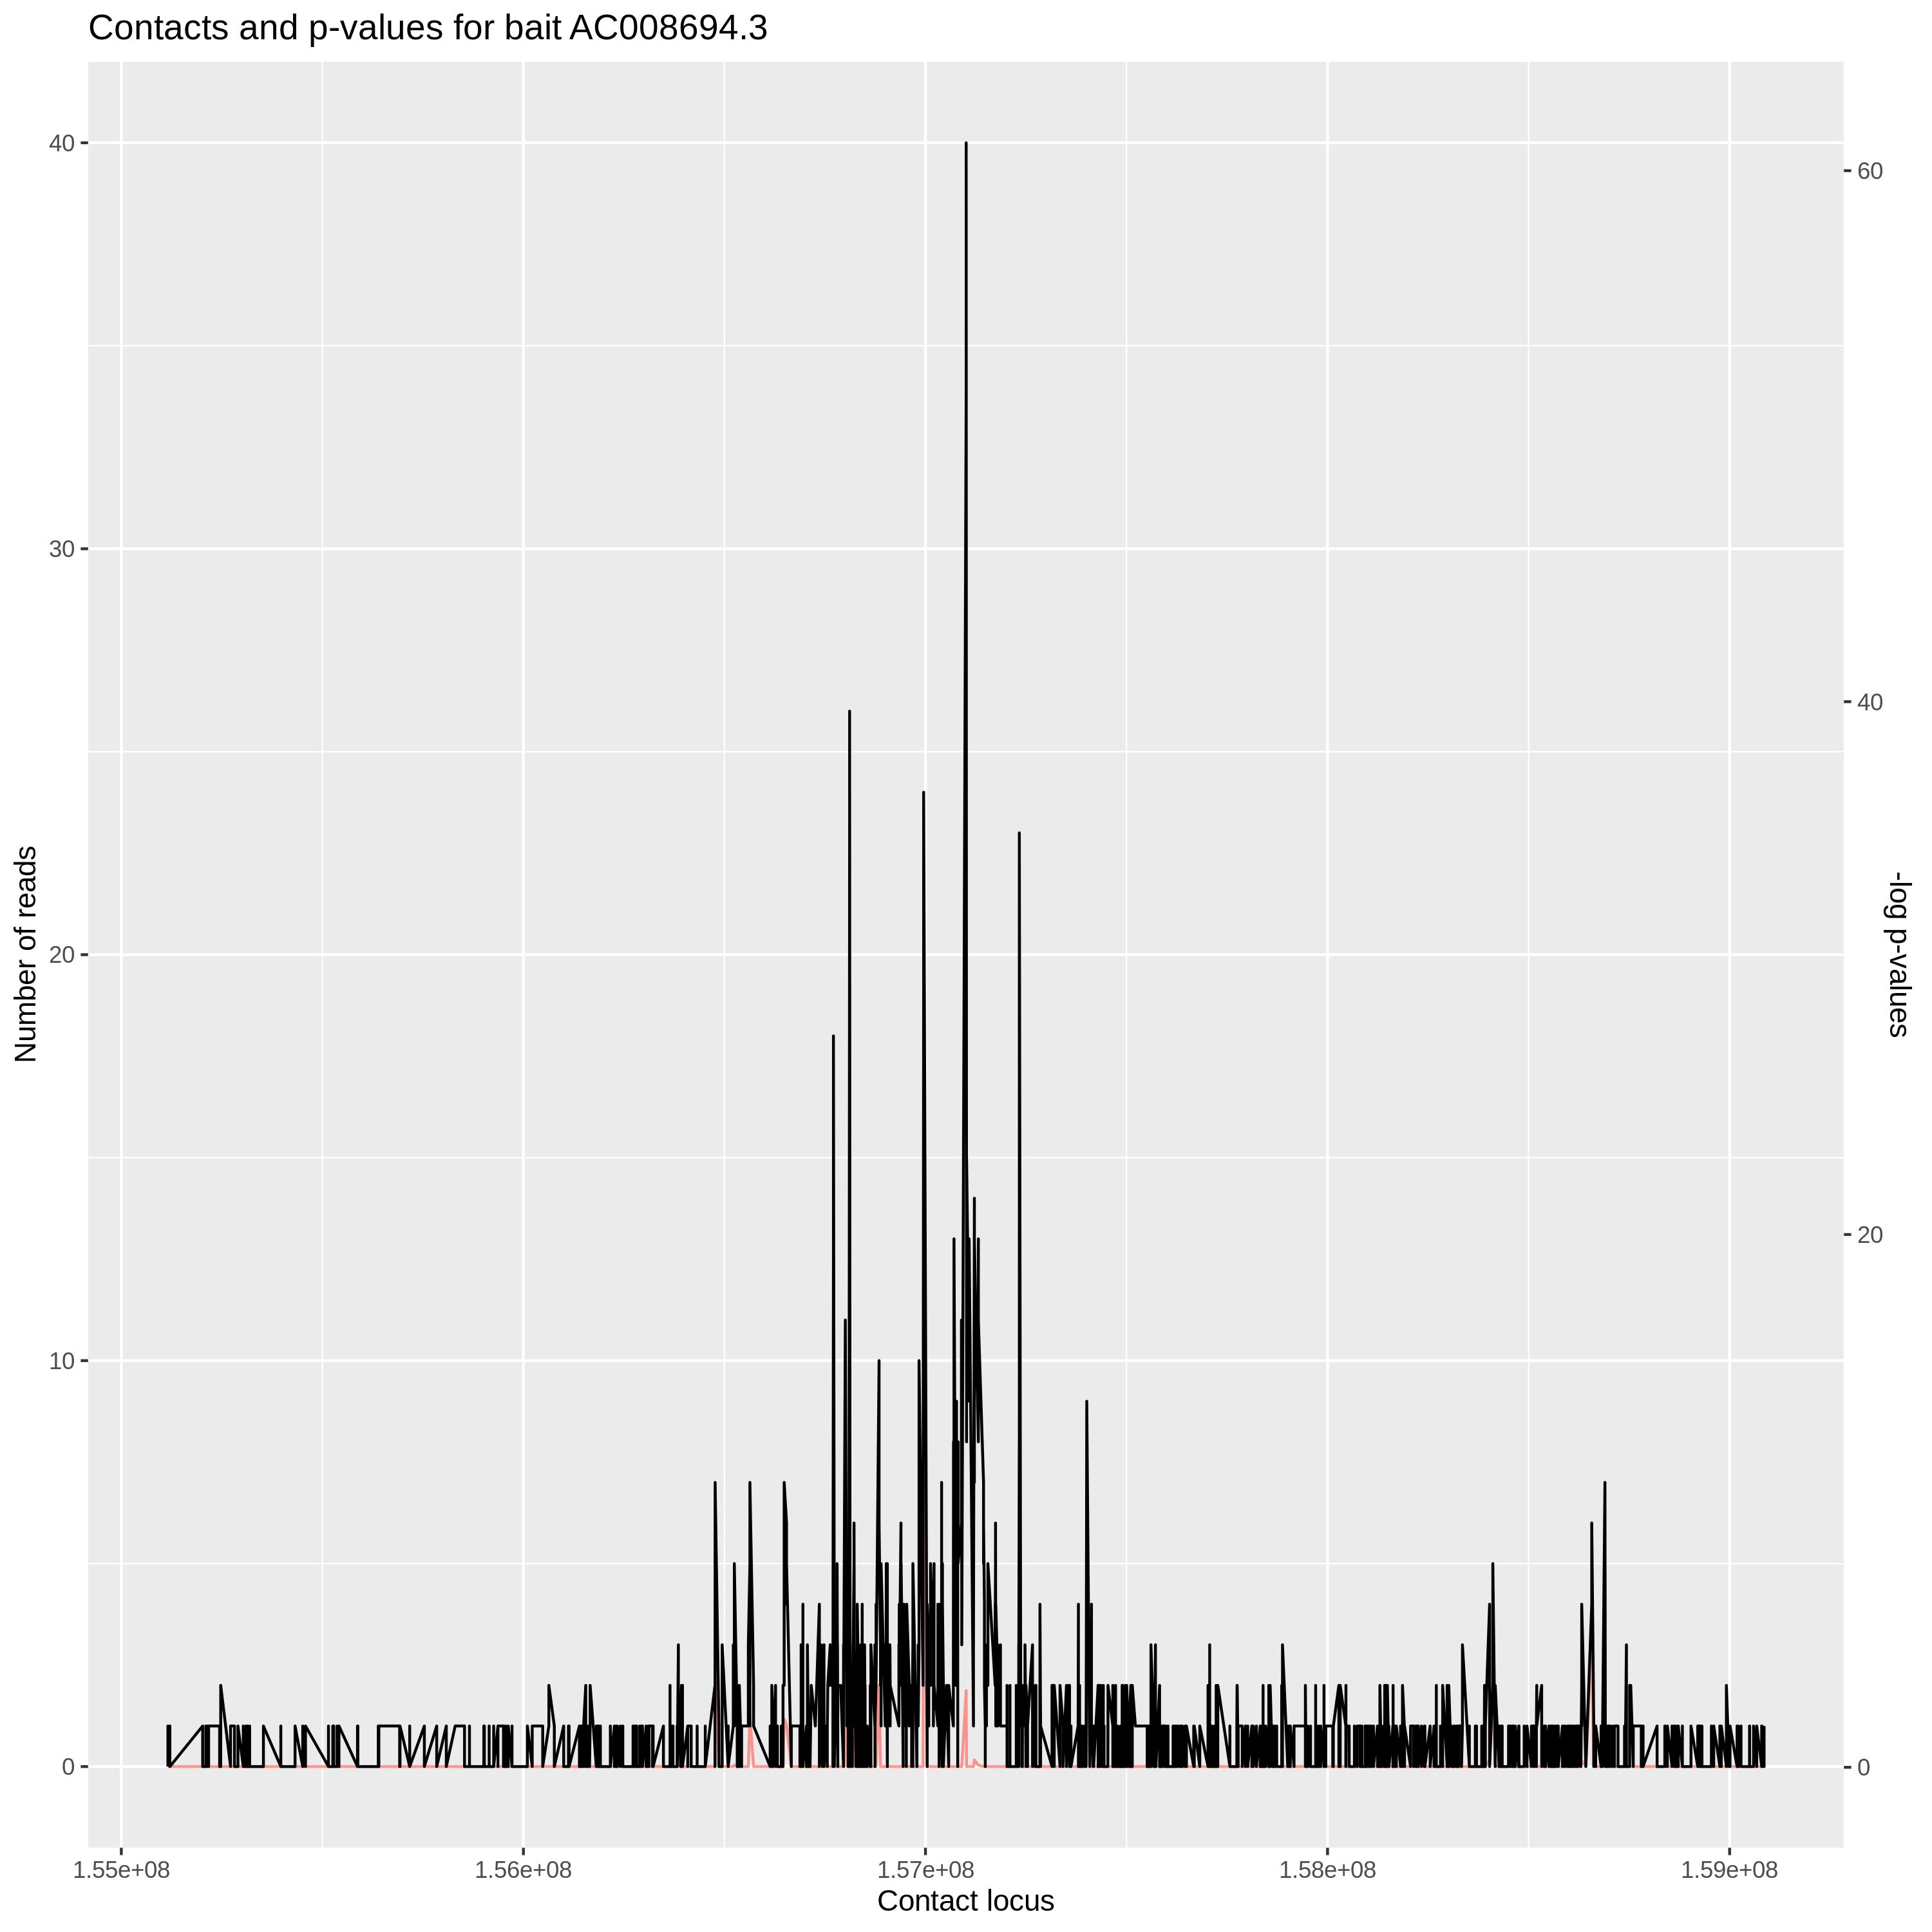 Contacts and p-values for bait AC008694.3
40
30
20
10
0
Number of reads
60
40
20
0
-log p-values
1.55e+08 1.56e+08 1.57e+08 1.58e+08 1.59e+08
Contact locus